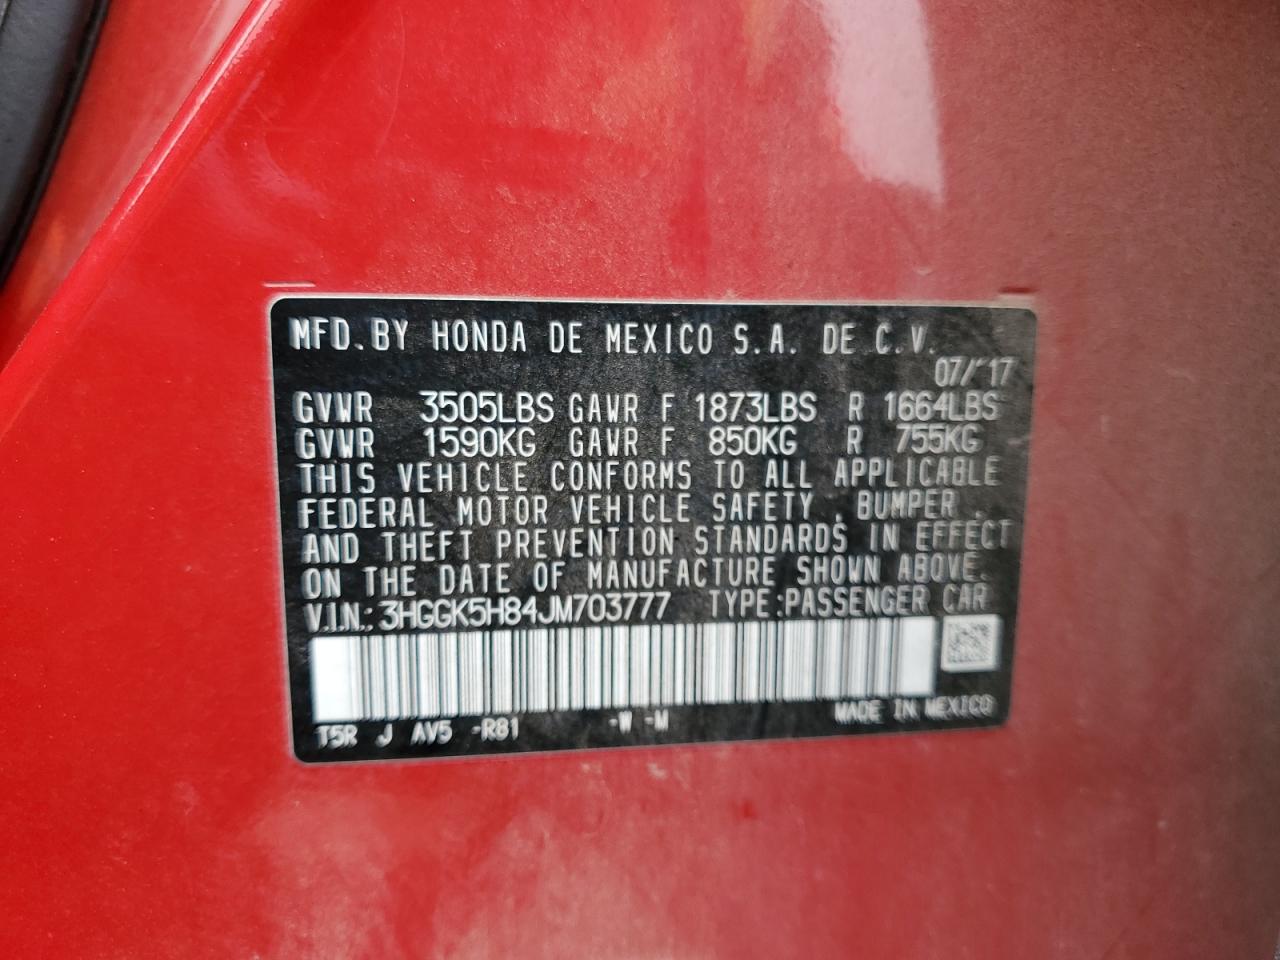 MFD.BY HONDA DE MEXICO S.A. DE C.V.
07/17
GVWR 3505LBS GAWR F 1873LBS R 1664LBS
GVWR 1590KG GAWR F 850KG R 755KG
THIS VEHICLE CONFORMS TO ALL APPLICABLE
FEDERAL MOTOR VEHICLE SAFETY , BUMPER ,
AND THEFT PREVENTION STANDARDS IN EFFECT
ON THE DATE OF MANUFACTURE SHOWN ABOVE.
V.I.N.: 3HGGK5H84JM703777 TYPE:PASSENGER CAR
T5R J AV5 -R81 -W -M MADE IN MEXICO